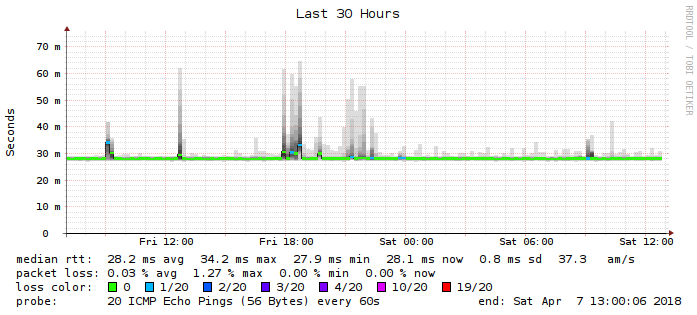 Last 30 Hours
RRDTOOL / TOBI OETIKER
Seconds
70 m
60 m
50 m
40 m
30 m
20 m
10 m
0
Fri 12:00 Fri 18:00 Sat 00:00 Sat 06:00 Sat 12:00
median rtt: 28.2 ms avg 34.2 ms max 27.9 ms min 28.1 ms now 0.8 ms sd 37.3 am/s
packet loss: 0.03 % avg 1.27 % max 0.00 % min 0.00 % now
loss color: 0 1/20 2/20 3/20 4/20 10/20 19/20
probe: 20 ICMP Echo Pings (56 Bytes) every 60s end: Sat Apr 7 13:00:06 2018